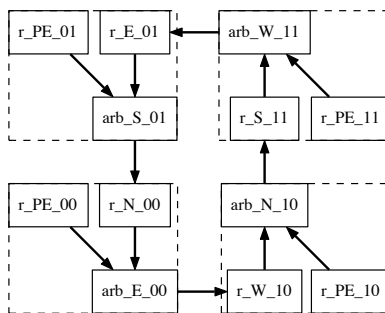 r_PE_01 r_E_01 arb_W_11
arb_S_01 r_S_11 r_PE_11
r_PE_00 r_N_00 arb_N_10
arb_E_00 r_W_10 r_PE_10